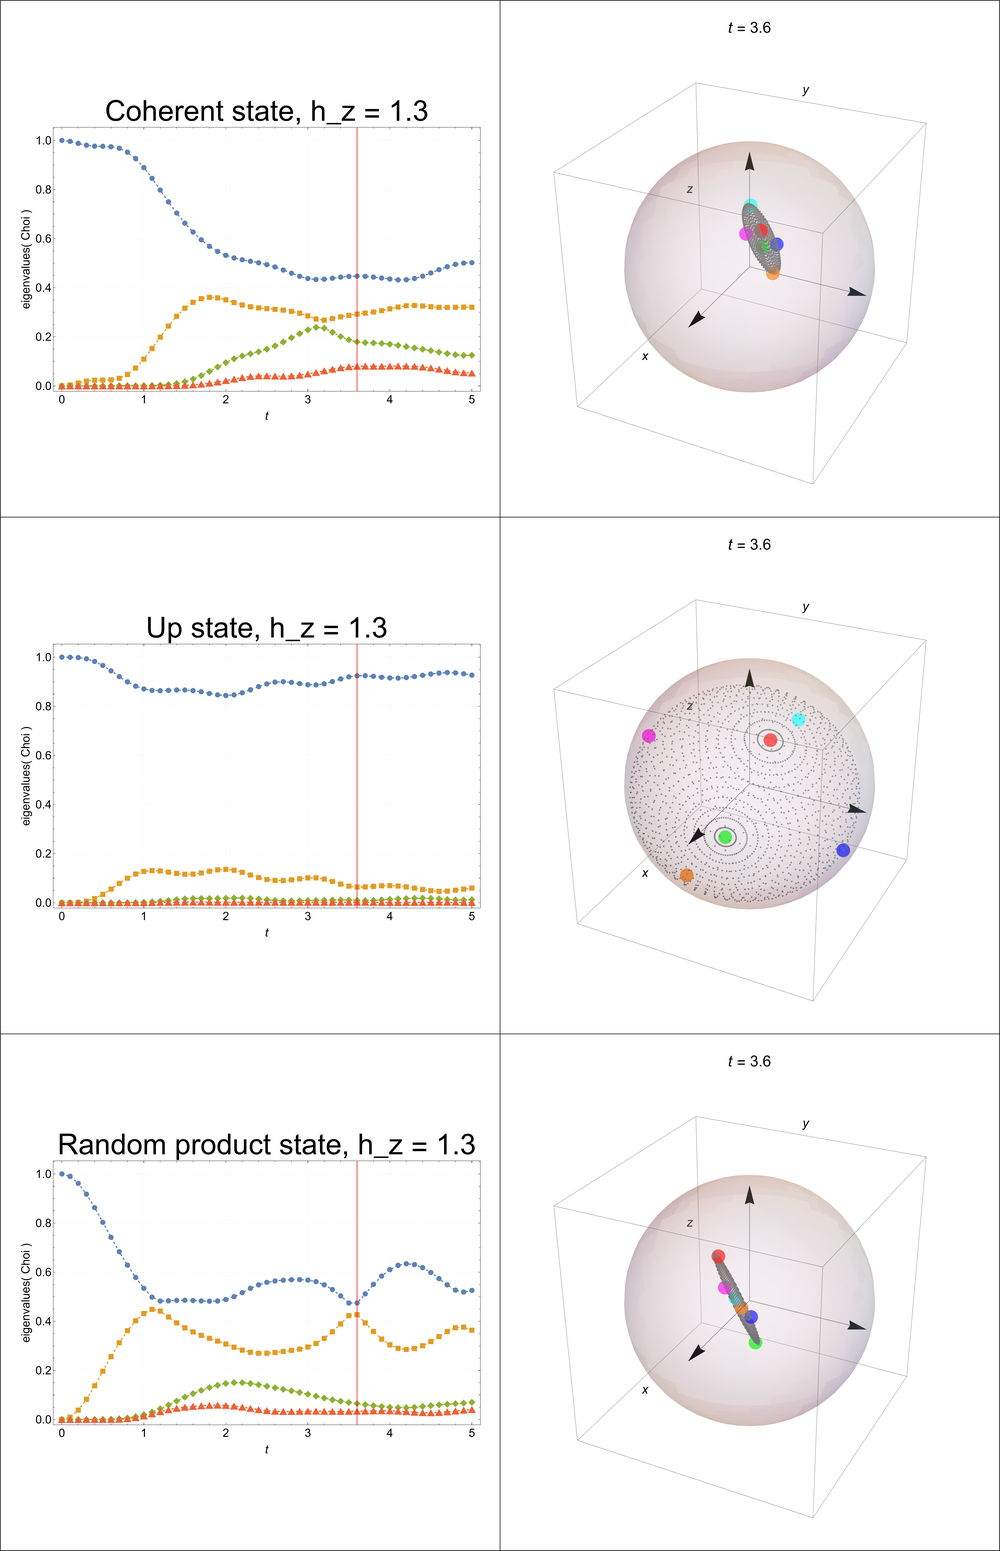 t = 3.6
Coherent state, h_z = 1.3
eigenvalues( Choi )
1.0
0.8
0.6
0.4
0.2
0.0
0 1 2 3 4 5
t
y
z
x
t = 3.6
Up state, h_z = 1.3
eigenvalues( Choi )
1.0
0.8
0.6
0.4
0.2
0.0
0 1 2 3 4 5
t
y
z
x
t = 3.6
Random product state, h_z = 1.3
eigenvalues( Choi )
1.0
0.8
0.6
0.4
0.2
0.0
0 1 2 3 4 5
t
y
z
x